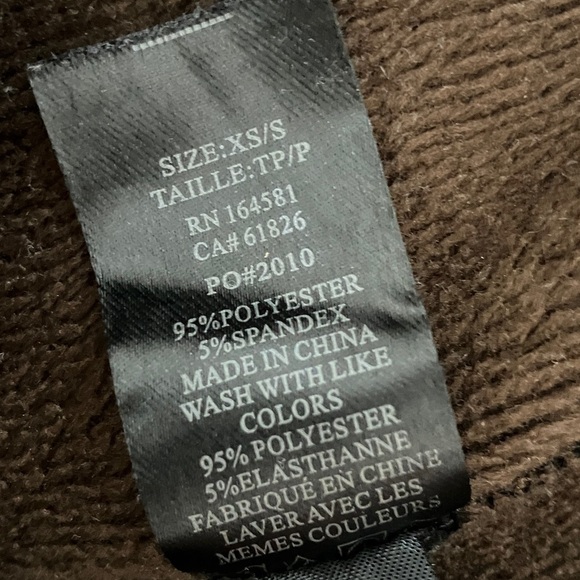 SIZE:XS/S
TAILLE:TP/P
RN 164581
CA# 61826
PO#2010
95%POLYESTER
5%SPANDEX
MADE IN CHINA
WASH WITH LIKE
COLORS
95% POLYESTER
5%ELASTHANNE
FABRIQUÉ EN CHINE
LAVER AVEC LES
MEMES COULEURS